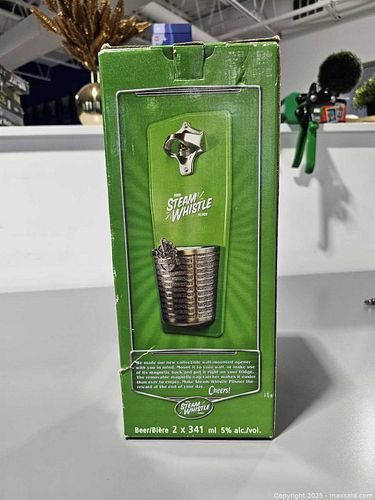 STEAM
WHISTLE
PILSNER
We made our new collectible wall-mounted opener
with you in mind. Mount it to your wall, or make use
of its magnetic back and put it right on your fridge.
The removable magnetic cap catcher makes it easier
than ever to empty. Make Steam Whistle Pilsner the
reward at the end of your day.
Cheers!
STEAM
WHISTLE
Beer/Bière 2 x 341 ml 5% alc./vol.
Copyright 2025 - maxsold.com